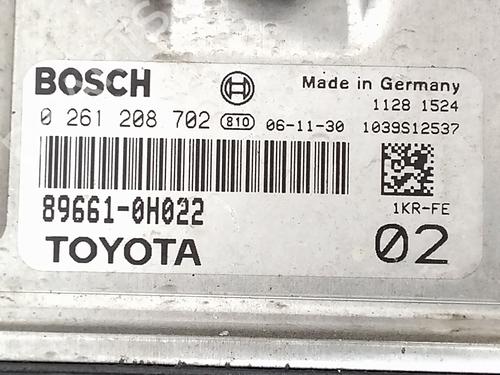 BOSCH
Made in Germany
1128 1524
0 261 208 702 810 06-11-30 1039S12537
89661-0H022
1KR-FE
TOYOTA
02